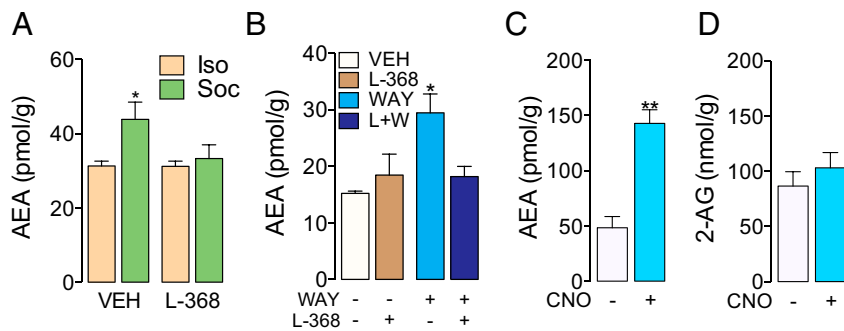 A
AEA (pmol/g)
60
40
20
0
Iso
Soc
*
VEH L-368
B
AEA (pmol/g)
40
30
20
10
0
VEH
L-368
WAY
L+W
*
WAY - - + +
L-368 - + - +
C
AEA (pmol/g)
200
150
100
50
0
**
CNO - +
D
2-AG (nmol/g)
200
150
100
50
0
CNO - +